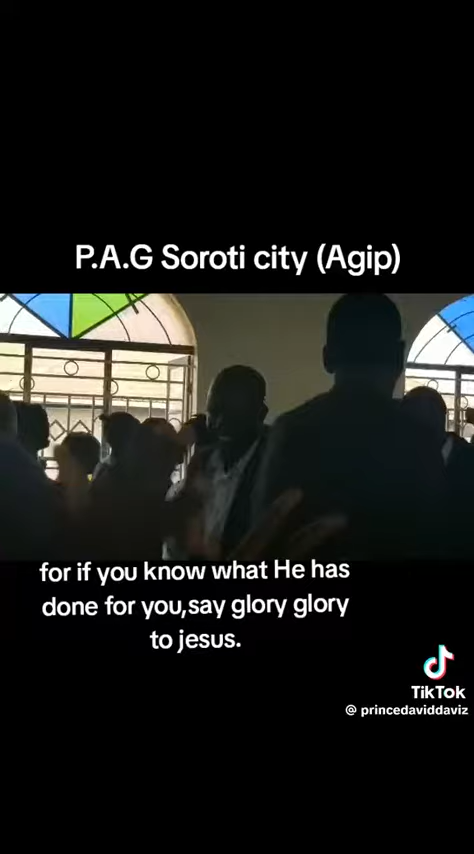 P.A.G Soroti city (Agip)
for if you know what He has
done for you,say glory glory
to jesus.
TikTok
@ princedaviddaviz